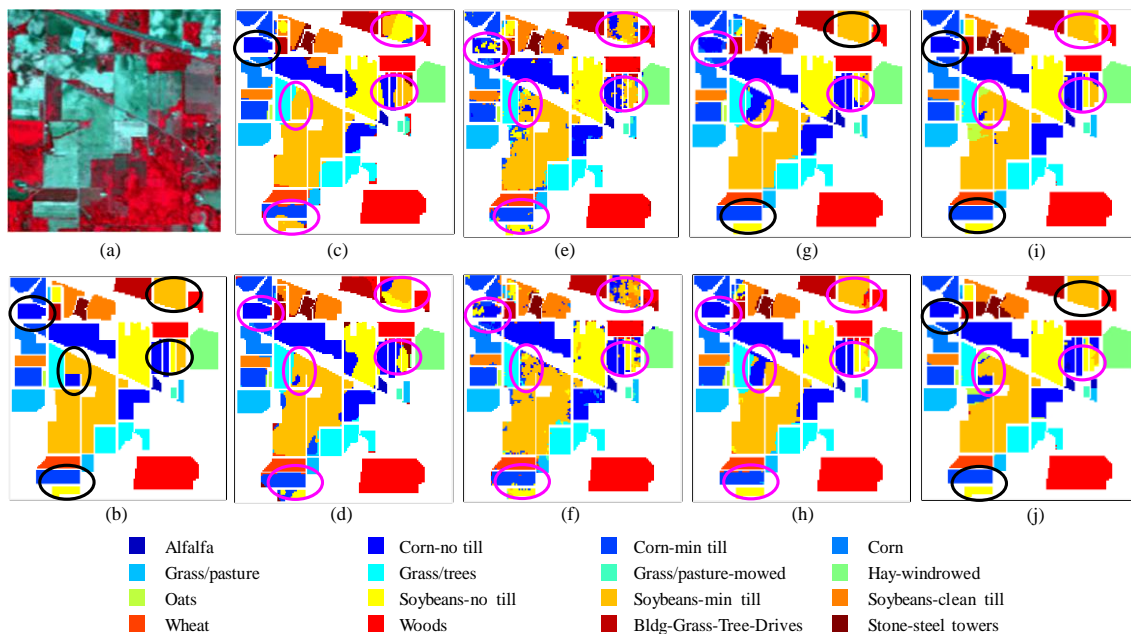 (a) (c) (e) (g) (i)
(b) (d) (f) (h) (j)
Alfalfa Corn-no till Corn-min till Corn
Grass/pasture Grass/trees Grass/pasture-mowed Hay-windrowed
Oats Soybeans-no till Soybeans-min till Soybeans-clean till
Wheat Woods Bldg-Grass-Tree-Drives Stone-steel towers